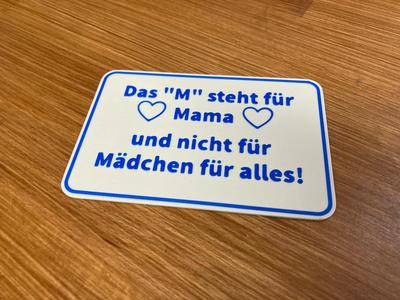 Das "M" steht für
Mama
und nicht für
Mädchen für alles!